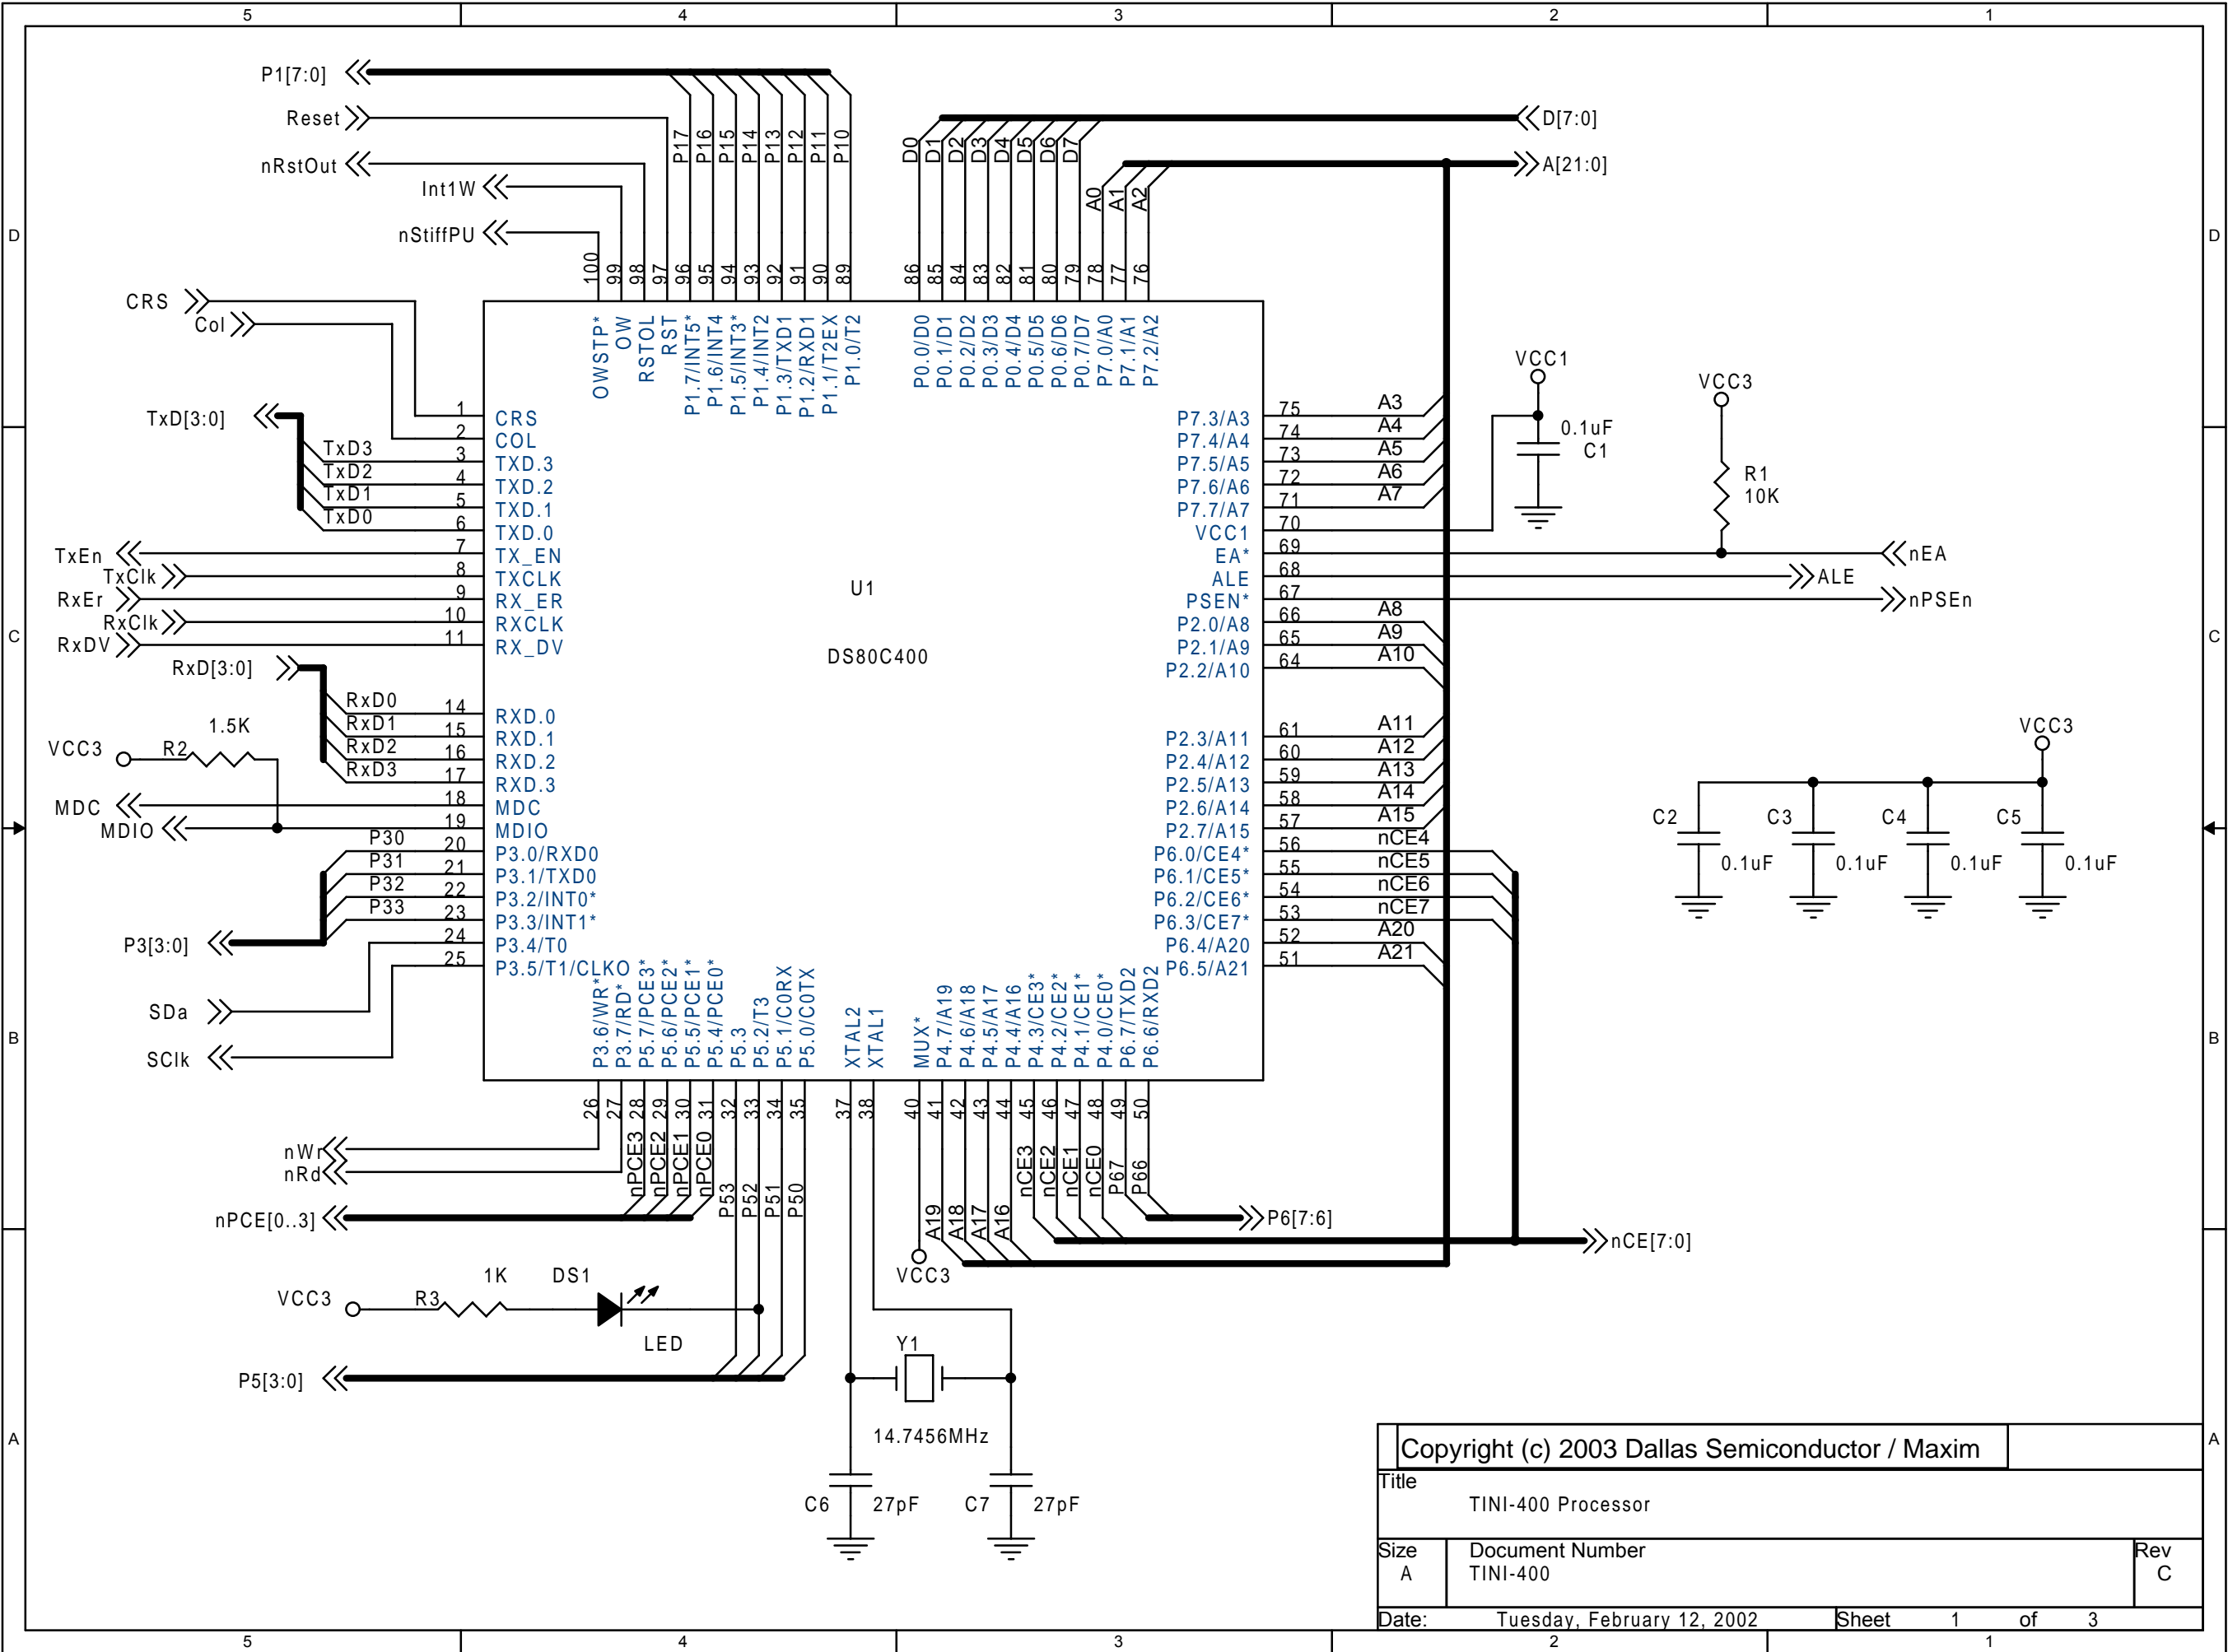 5 4 3 2 1
P1[7:0]
Reset
nRstOut
Int1W
nStiffPU
P17
P16
P15
P14
P13
P12
P11
P10
D0
D1
D2
D3
D4
D5
D6
D7
D[7:0]
A[21:0]
A0
A1
A2
D D
100
99
98
97
96
95
94
93
92
91
90
89
86
85
84
83
82
81
80
79
78
77
76
OWSTP*
OW
RSTOL
RST
P1.7/INT5*
P1.6/INT4
P1.5/INT3*
P1.4/INT2
P1.3/TXD1
P1.2/RXD1
P1.1/T2EX
P1.0/T2
P0.0/D0
P0.1/D1
P0.2/D2
P0.3/D3
P0.4/D4
P0.5/D5
P0.6/D6
P0.7/D7
P7.0/A0
P7.1/A1
P7.2/A2
CRS
Col
TxD[3:0]
TxD3
TxD2
TxD1
TxD0
TxEn
TxClk
RxEr
RxClk
RxDV
RxD[3:0]
RxD0
RxD1
RxD2
RxD3
1.5K
VCC3
R2
MDC
MDIO
P30
P31
P32
P33
P3[3:0]
SDa
SClk
1 CRS
2 COL
3 TXD.3
4 TXD.2
5 TXD.1
6 TXD.0
7 TX_EN
8 TXCLK
9 RX_ER
10 RXCLK
11 RX_DV
14 RXD.0
15 RXD.1
16 RXD.2
17 RXD.3
18 MDC
19 MDIO
20 P3.0/RXD0
21 P3.1/TXD0
22 P3.2/INT0*
23 P3.3/INT1*
24 P3.4/T0
25 P3.5/T1/CLKO
U1
DS80C400
P7.3/A3 75 A3
P7.4/A4 74 A4
P7.5/A5 73 A5
P7.6/A6 72 A6
P7.7/A7 71 A7
VCC1 70
EA* 69
ALE 68
PSEN* 67
P2.0/A8 66 A8
P2.1/A9 65 A9
P2.2/A10 64 A10
P2.3/A11 61 A11
P2.4/A12 60 A12
P2.5/A13 59 A13
P2.6/A14 58 A14
P2.7/A15 57 A15
P6.0/CE4* 56 nCE4
P6.1/CE5* 55 nCE5
P6.2/CE6* 54 nCE6
P6.3/CE7* 53 nCE7
P6.4/A20 52 A20
P6.5/A21 51 A21
VCC1
0.1uF
C1
VCC3
R1
10K
nEA
ALE
nPSEn
C C
VCC3
C2 C3 C4 C5
0.1uF 0.1uF 0.1uF 0.1uF
P3.6/WR*
P3.7/RD*
P5.7/PCE3*
P5.6/PCE2*
P5.5/PCE1*
P5.4/PCE0*
P5.3
P5.2/T3
P5.1/C0RX
P5.0/C0TX
XTAL2
XTAL1
MUX*
P4.7/A19
P4.6/A18
P4.5/A17
P4.4/A16
P4.3/CE3*
P4.2/CE2*
P4.1/CE1*
P4.0/CE0*
P6.7/TXD2
P6.6/RXD2
B B
26
27
28
29
30
31
32
33
34
35
37
38
40
41
42
43
44
45
46
47
48
49
50
nWr
nRd
nPCE[0..3]
nPCE3
nPCE2
nPCE1
nPCE0
P53
P52
P51
P50
A19
A18
A17
A16
nCE3
nCE2
nCE1
nCE0
P67
P66
P6[7:6]
nCE[7:0]
VCC3
VCC3
R3
1K
DS1
LED
P5[3:0]
Y1
14.7456MHz
C6 27pF
C7 27pF
A A
Copyright (c) 2003 Dallas Semiconductor / Maxim
Title
TINI-400 Processor
Size
A
Document Number
TINI-400
Rev
C
Date: Tuesday, February 12, 2002 Sheet 1 of 3
5 4 3 2 1